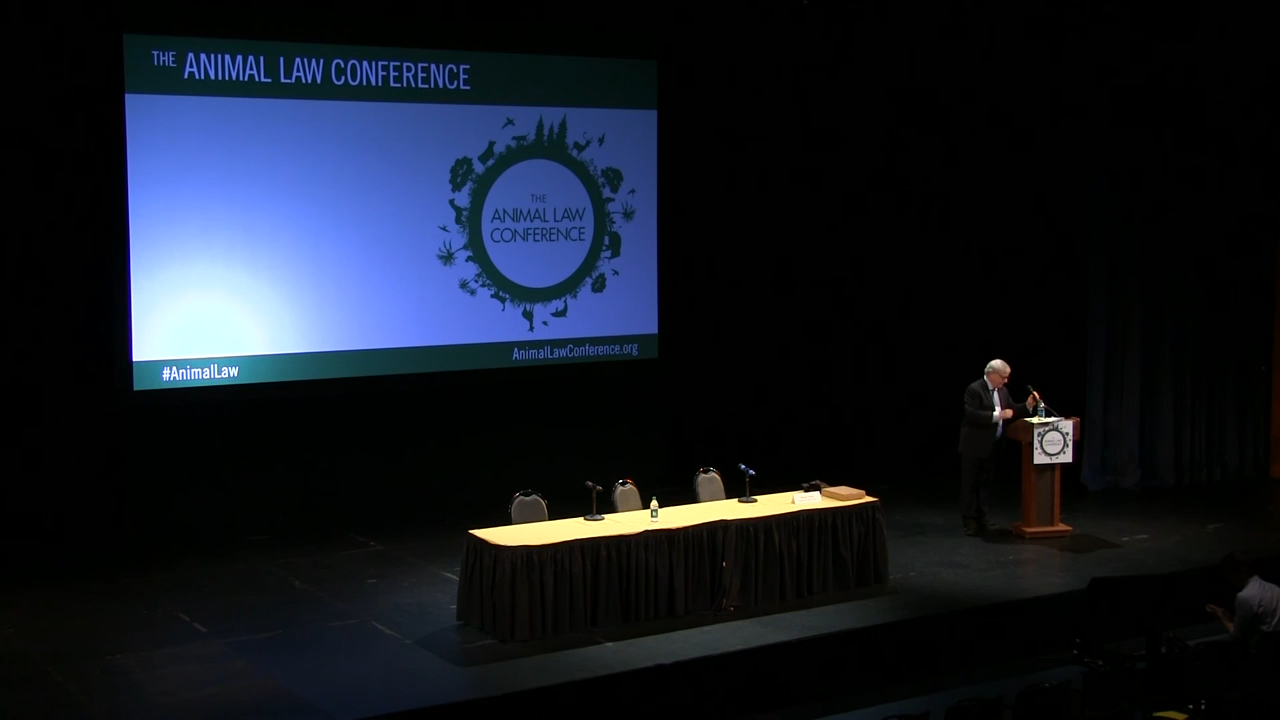 THE ANIMAL LAW CONFERENCE
THE
ANIMAL LAW
CONFERENCE
AnimalLawConference.org
#AnimalLaw